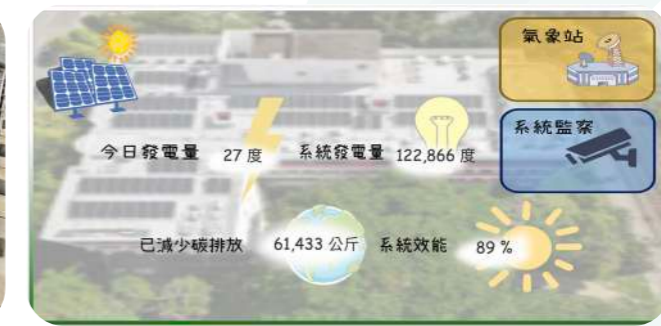 氣象站
系統監察
今日發電量 27 度 系統發電量 122,866 度
已減少碳排放 61,433 公斤 系統效能 89 %